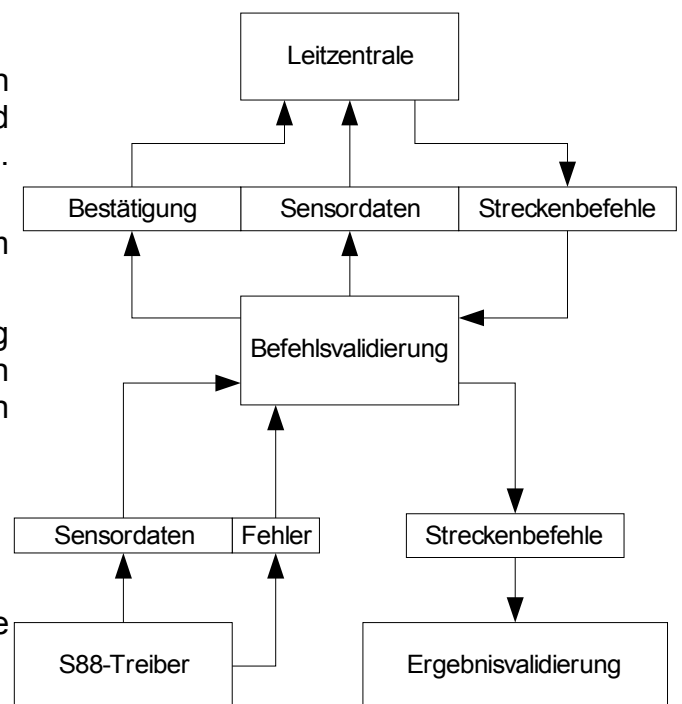 Leitzentrale
n
d
.
Bestätigung Sensordaten Streckenbefehle
n
Befehlsvalidierung
g
n
n
Sensordaten Fehler Streckenbefehle
e
S88-Treiber Ergebnisvalidierung